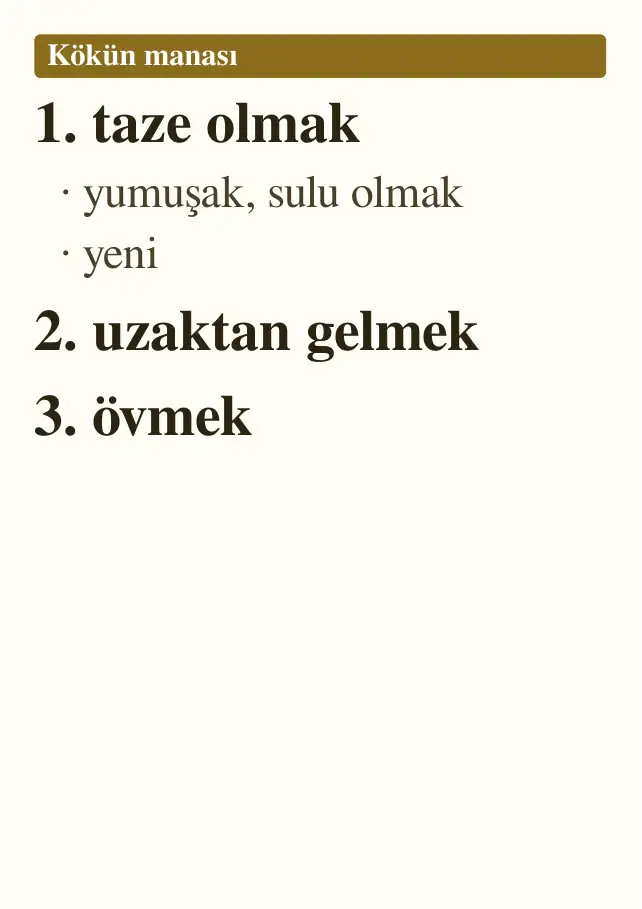 Kökün manası
1. taze olmak
· yumuşak, sulu olmak
· yeni
2. uzaktan gelmek
3. övmek